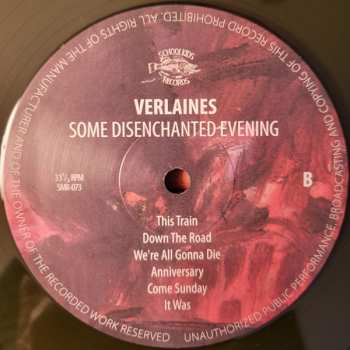 SCHOOLKIDS
RECORDS
VERLAINES
SOME DISENCHANTED EVENING
33⅓ RPM
SMR-073
B
This Train
Down The Road
We're All Gonna Die
Anniversary
Come Sunday
It Was
ALL RIGHTS OF THE MANUFACTURER AND OF THE OWNER OF THE RECORDED WORK RESERVED
UNAUTHORIZED PUBLIC PERFORMANCE, BROADCASTING AND COPYING OF THIS RECORD PROHIBITED.